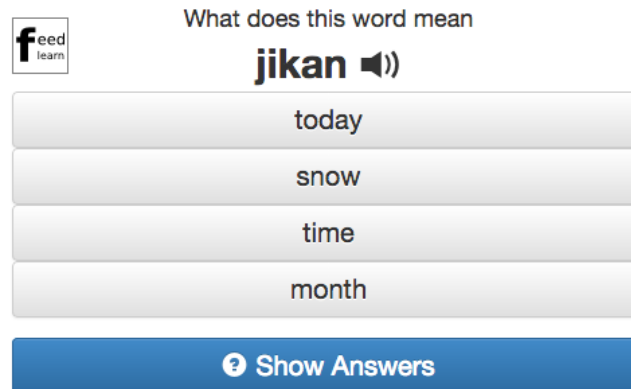 feed
learn
What does this word mean
jikan
today
snow
time
month
? Show Answers